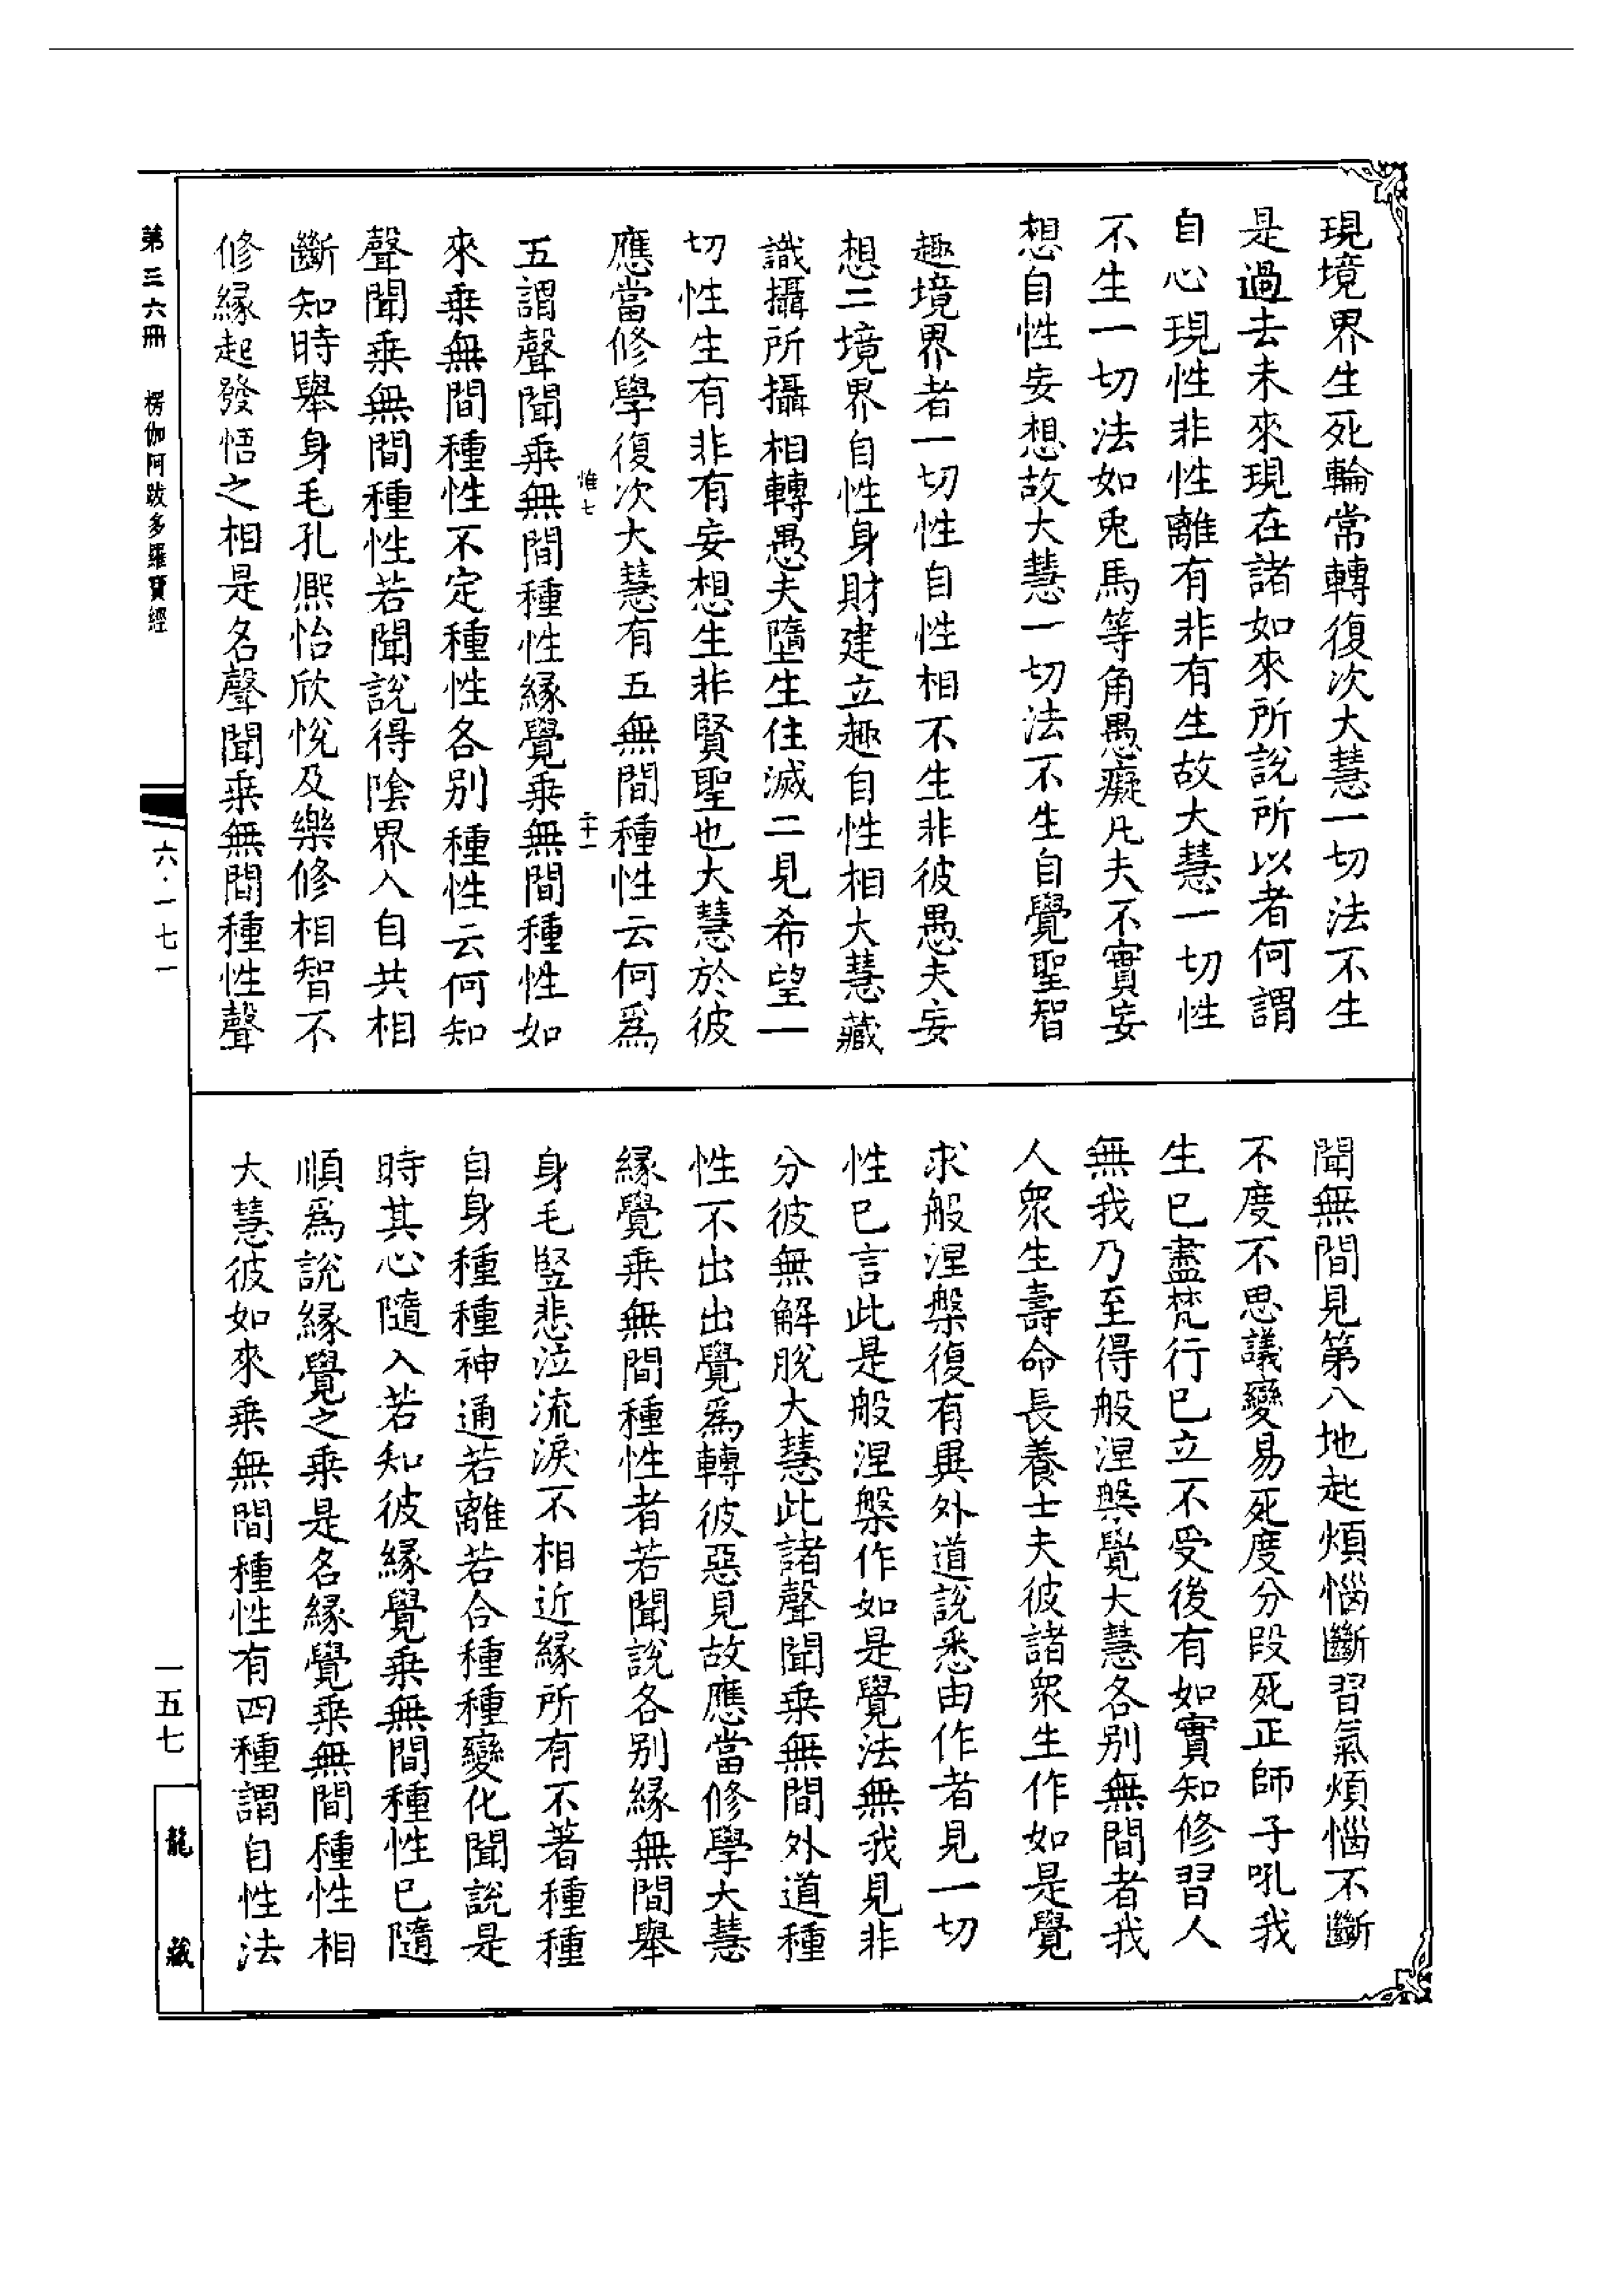 現境界生死輪常轉復次大慧一切法不生
是過去未來現在諸如來所說所以者何謂
自心現性非性離有非有生故大慧一切性
不生一切法如兎馬等角愚癡凡夫不實妄
想自性妄想故大慧一切法不生自覺聖智
趣境界者一切性自性相不生非彼愚夫妄
想二境界自性身財建立趣自性相大慧藏
識攝所攝相轉愚夫墮生住滅二見希望一
切性生有非有妄想生非賢聖也大慧於彼
應當修學復次大慧有五無間種性云何爲
惟七
二十一
五謂聲聞乗無間種性緣覺乗無間種性如
來乗無間種性不定種性各別種性云何知
聲聞乗無間種性若聞說得陰界入自共相
斷知時舉身毛孔熈怡欣悅及樂修相智不
修緣起發悟之相是名聲聞乗無間種性聲
第三六冊　楞伽阿跋多羅寶經
六·一七一
聞無間見第八地起煩惱斷習氣煩惱不斷
不度不思議變易死度分段死正師子吼我
生已盡梵行已立不受後有如實知修習人
無我乃至得般涅槃覺大慧各別無間者我
人眾生壽命長養士夫彼諸眾生作如是覺
求般涅槃復有異外道說悉由作者見一切
性已言此是般涅槃作如是覺法無我見非
分彼無解脫大慧此諸聲聞乗無間外道種
性不出出覺爲轉彼惡見故應當修學大慧
緣覺乗無間種性者若聞說各別緣無間舉
身毛竪悲泣流淚不相近緣所有不著種種
自身種種神通若離若合種種變化聞說是
時其心隨入若知彼緣覺乗無間種性已隨
順爲說緣覺之乗是名緣覺乗無間種性相
大慧彼如來乗無間種性有四種謂自性法
一五七
龍藏